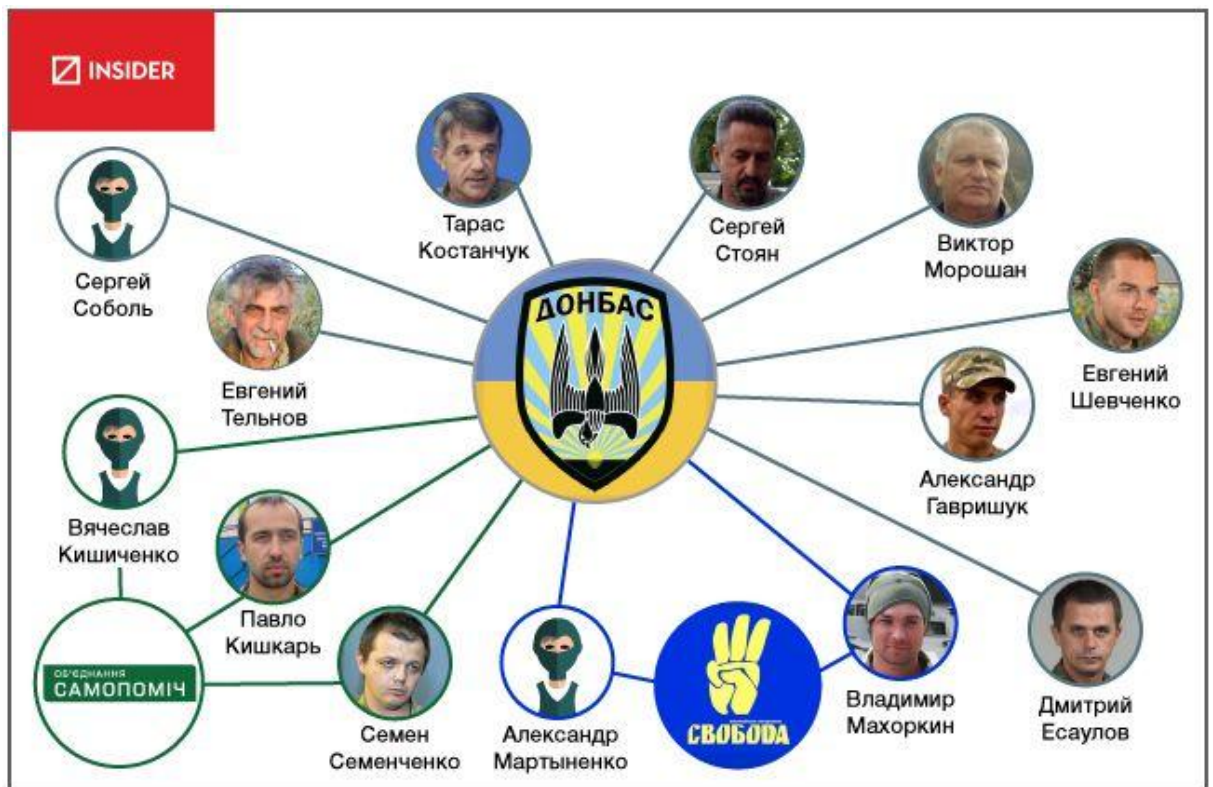 INSIDER
Тарас
Костанчук
Сергей
Стоян
Виктор
Морошан
Сергей
Соболь
ДОНБАС
Евгений
Тельнов
Евгений
Шевченко
Александр
Гавришук
Вячеслав
Кишиченко
Павло
Кишкарь
ОБ'ЄДНАННЯ
САМОПОМІЧ
Семен
Семенченко
Александр
Мартыненко
СВОБОДА
Владимир
Махоркин
Дмитрий
Есаулов